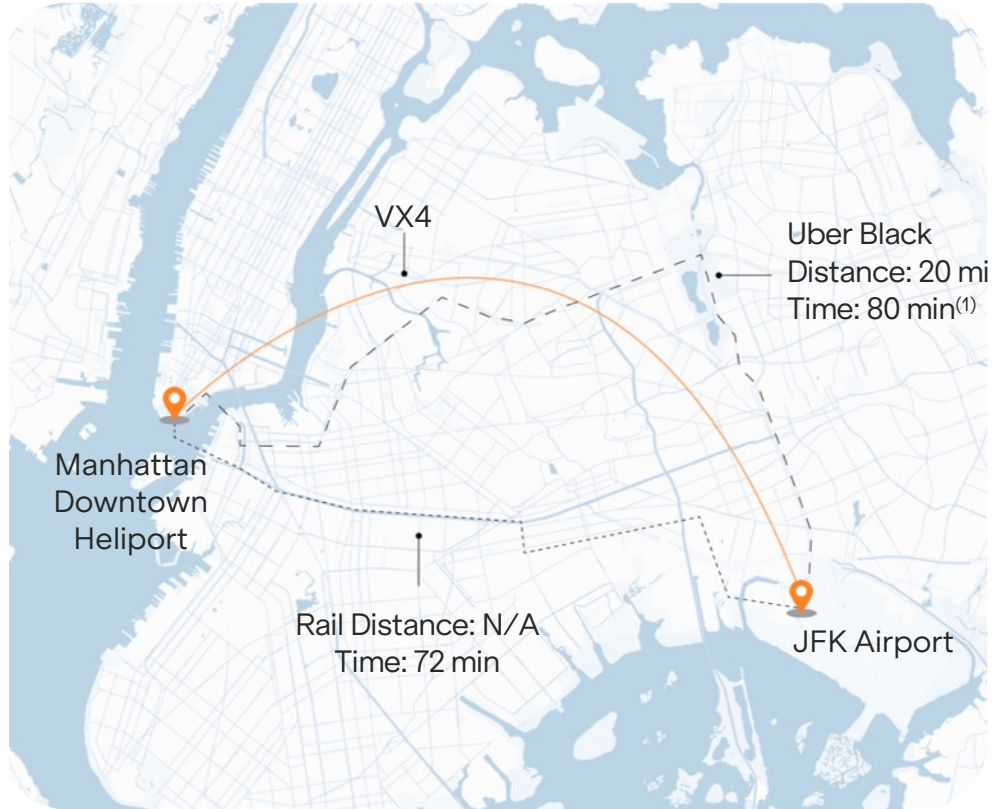 VX4
Uber Black
Distance: 20 mi
Time: 80 min(1)
Manhattan
Downtown
Heliport
Rail Distance: N/A
Time: 72 min
JFK Airport